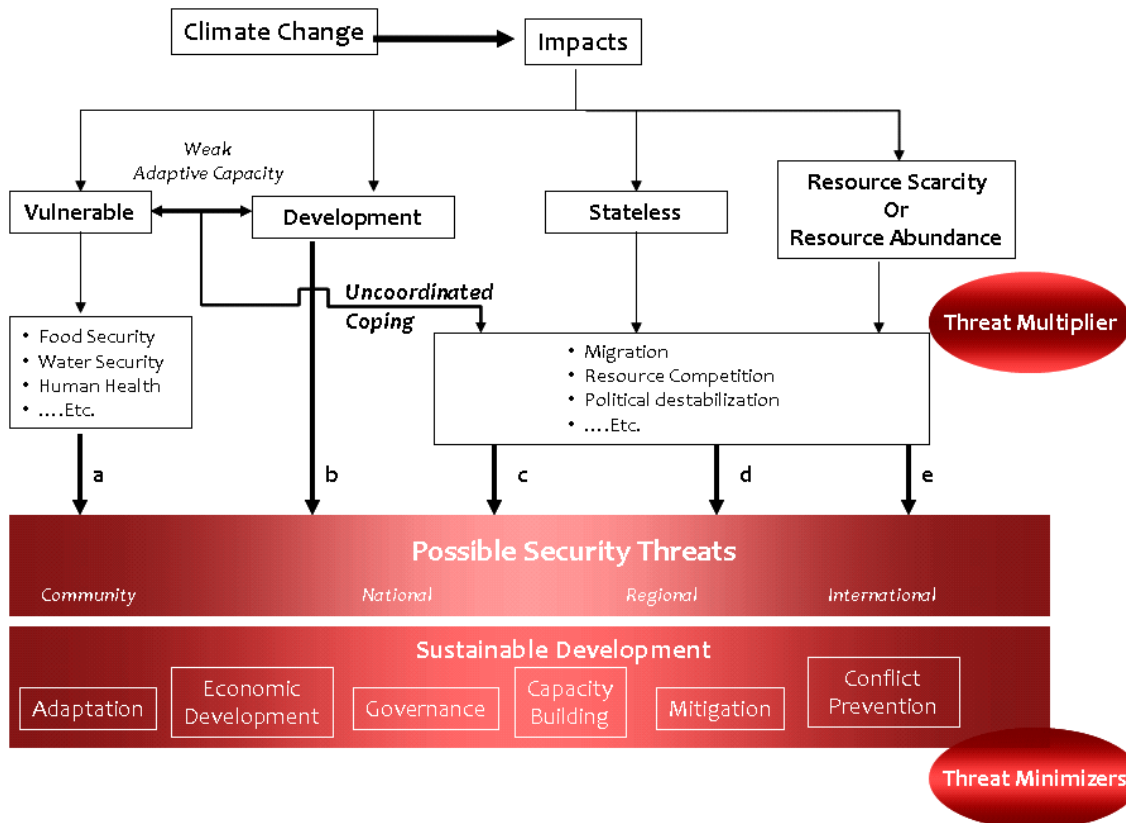 Climate Change
Impacts
Weak
Adaptive Capacity
Vulnerable
Development
Stateless
Resource Scarcity
Or
Resource Abundance
Uncoordinated
Coping
Threat Multiplier
• Food Security
• Water Security
• Human Health
• ....Etc.
• Migration
• Resource Competition
• Political destabilization
• ....Etc.
a
b
c
d
e
Possible Security Threats
Community
National
Regional
International
Sustainable Development
Adaptation
Economic
Development
Governance
Capacity
Building
Mitigation
Conflict
Prevention
Threat Minimizers